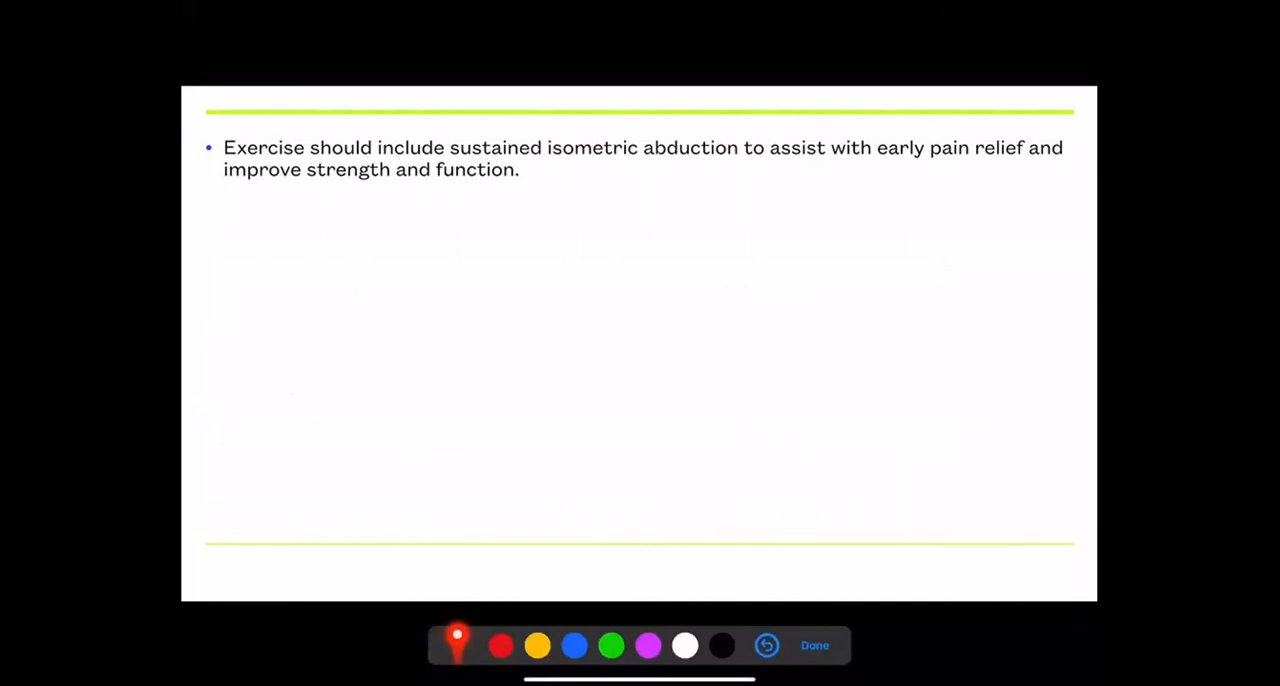 • Exercise should include sustained isometric abduction to assist with early pain relief and
improve strength and function.
Done